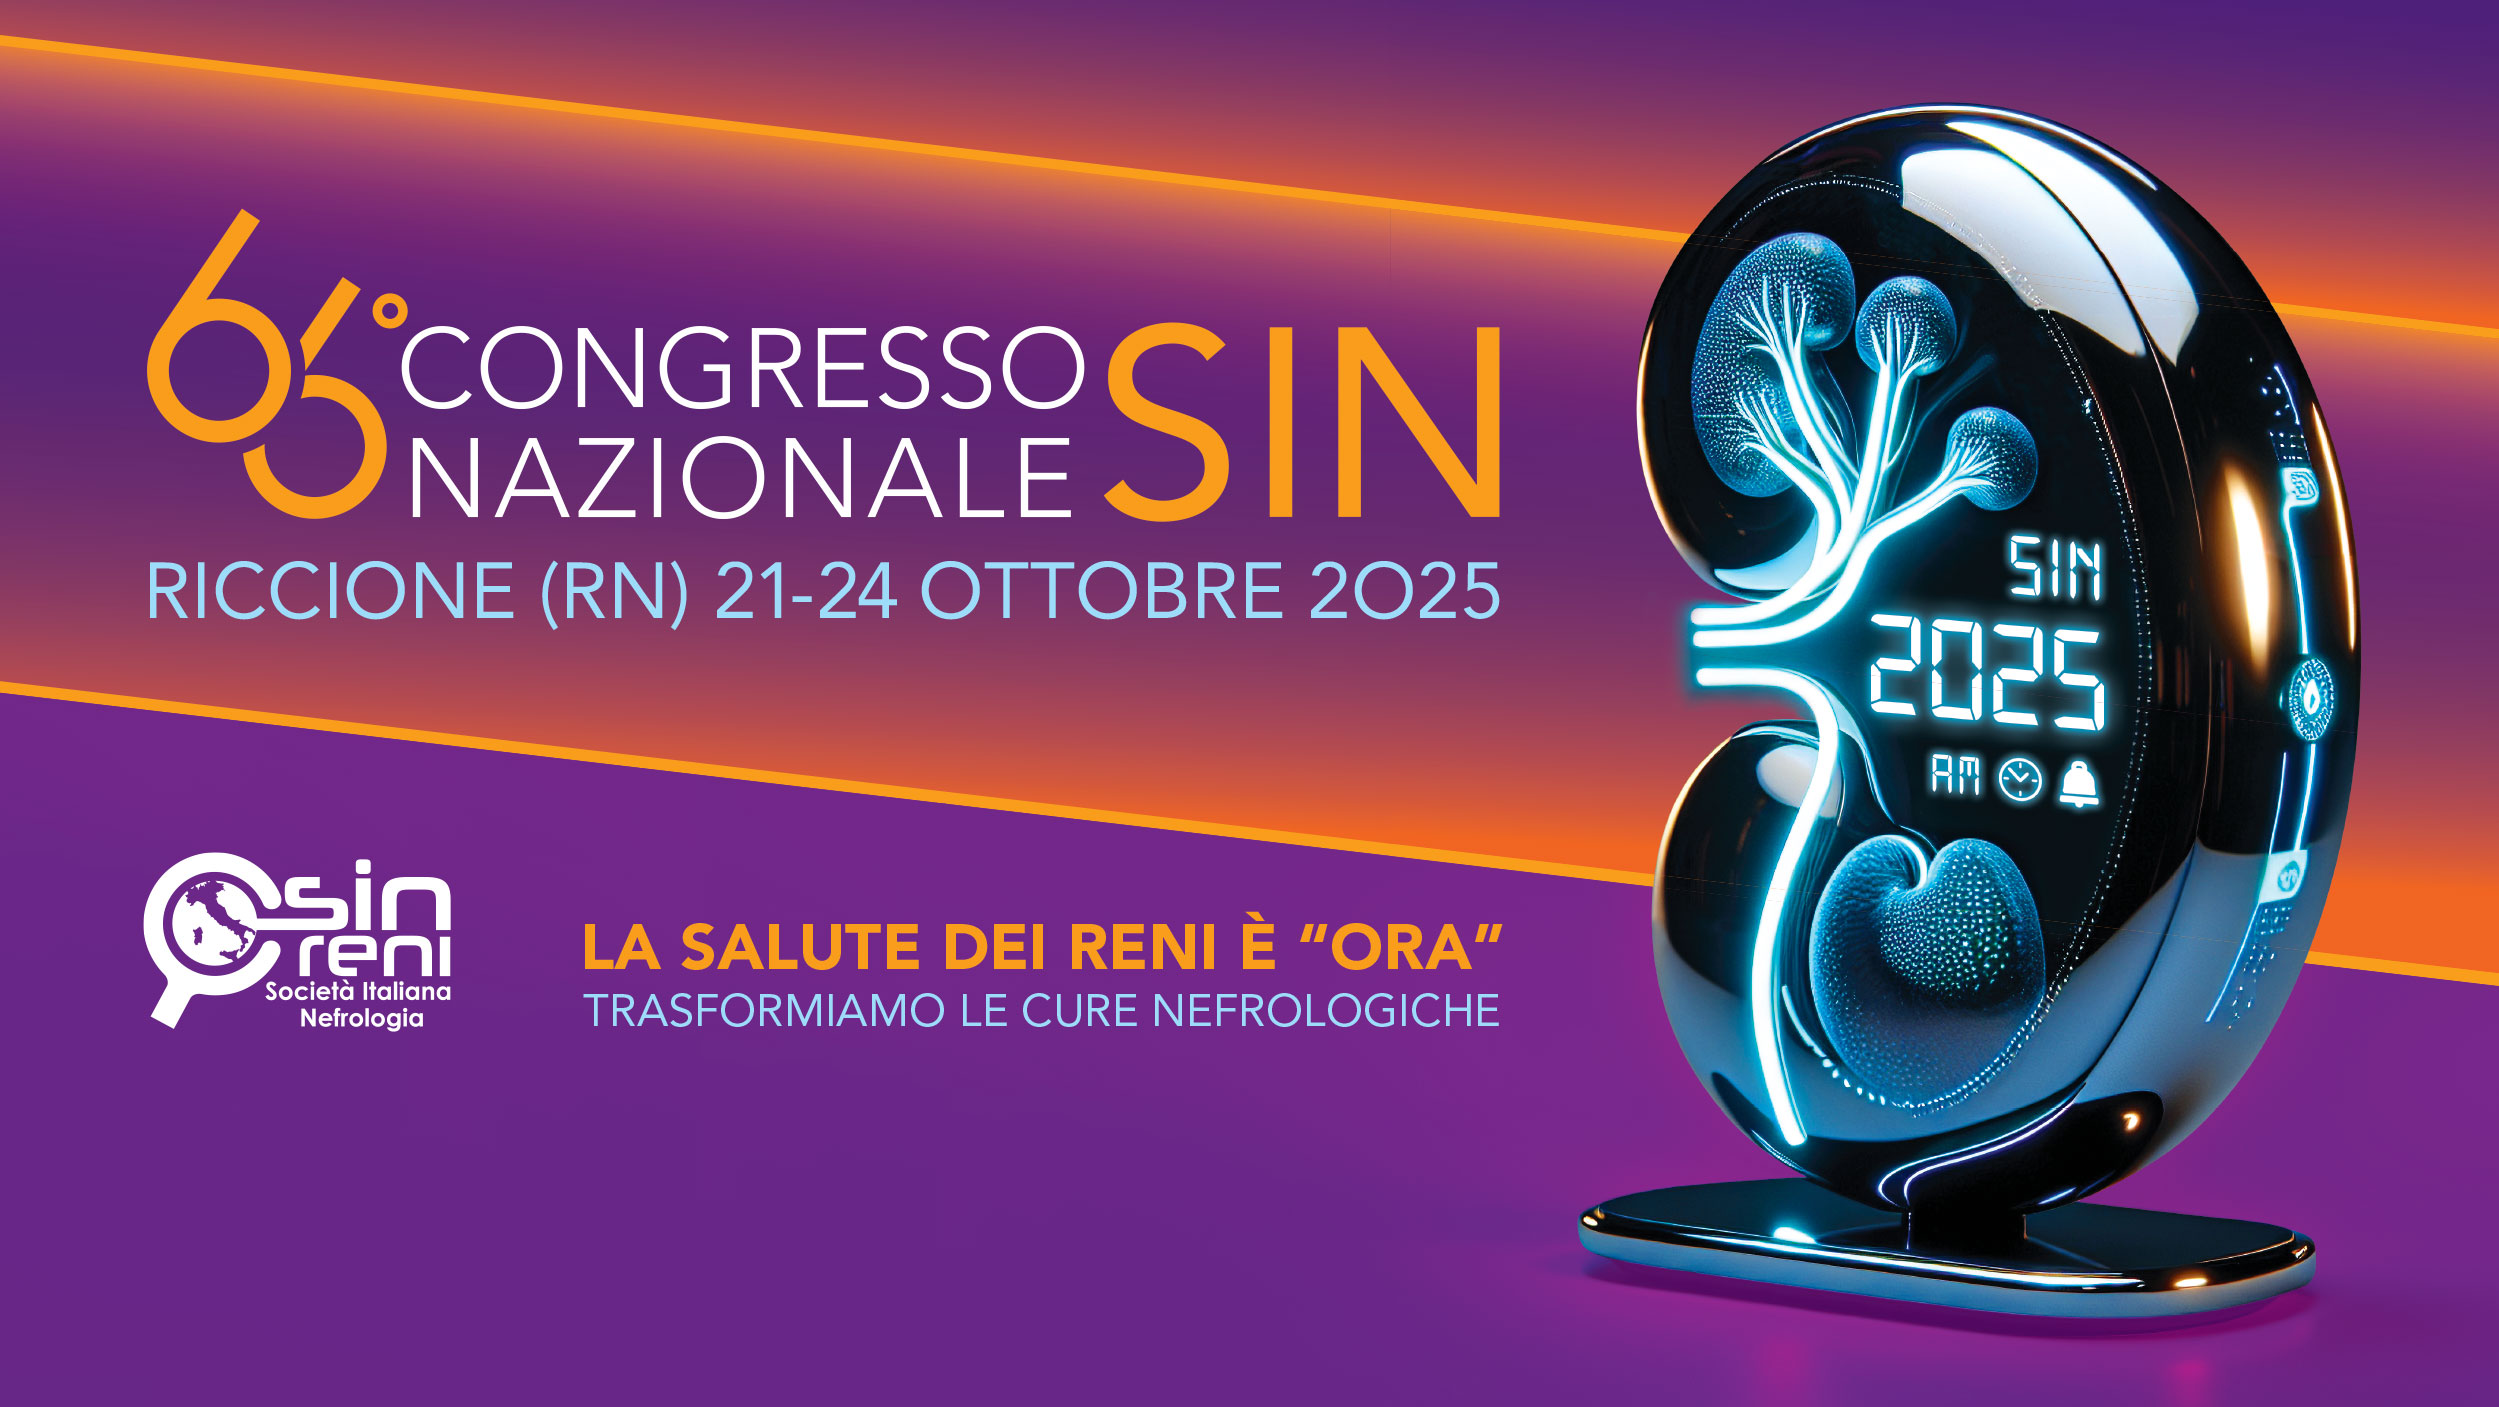 66° CONGRESSO
NAZIONALE SIN
RICCIONE (RN) 21-24 OTTOBRE 2025
sin
reni
Società Italiana
Nefrologia
LA SALUTE DEI RENI È “ORA”
TRASFORMIAMO LE CURE NEFROLOGICHE
SIN
2025
AM